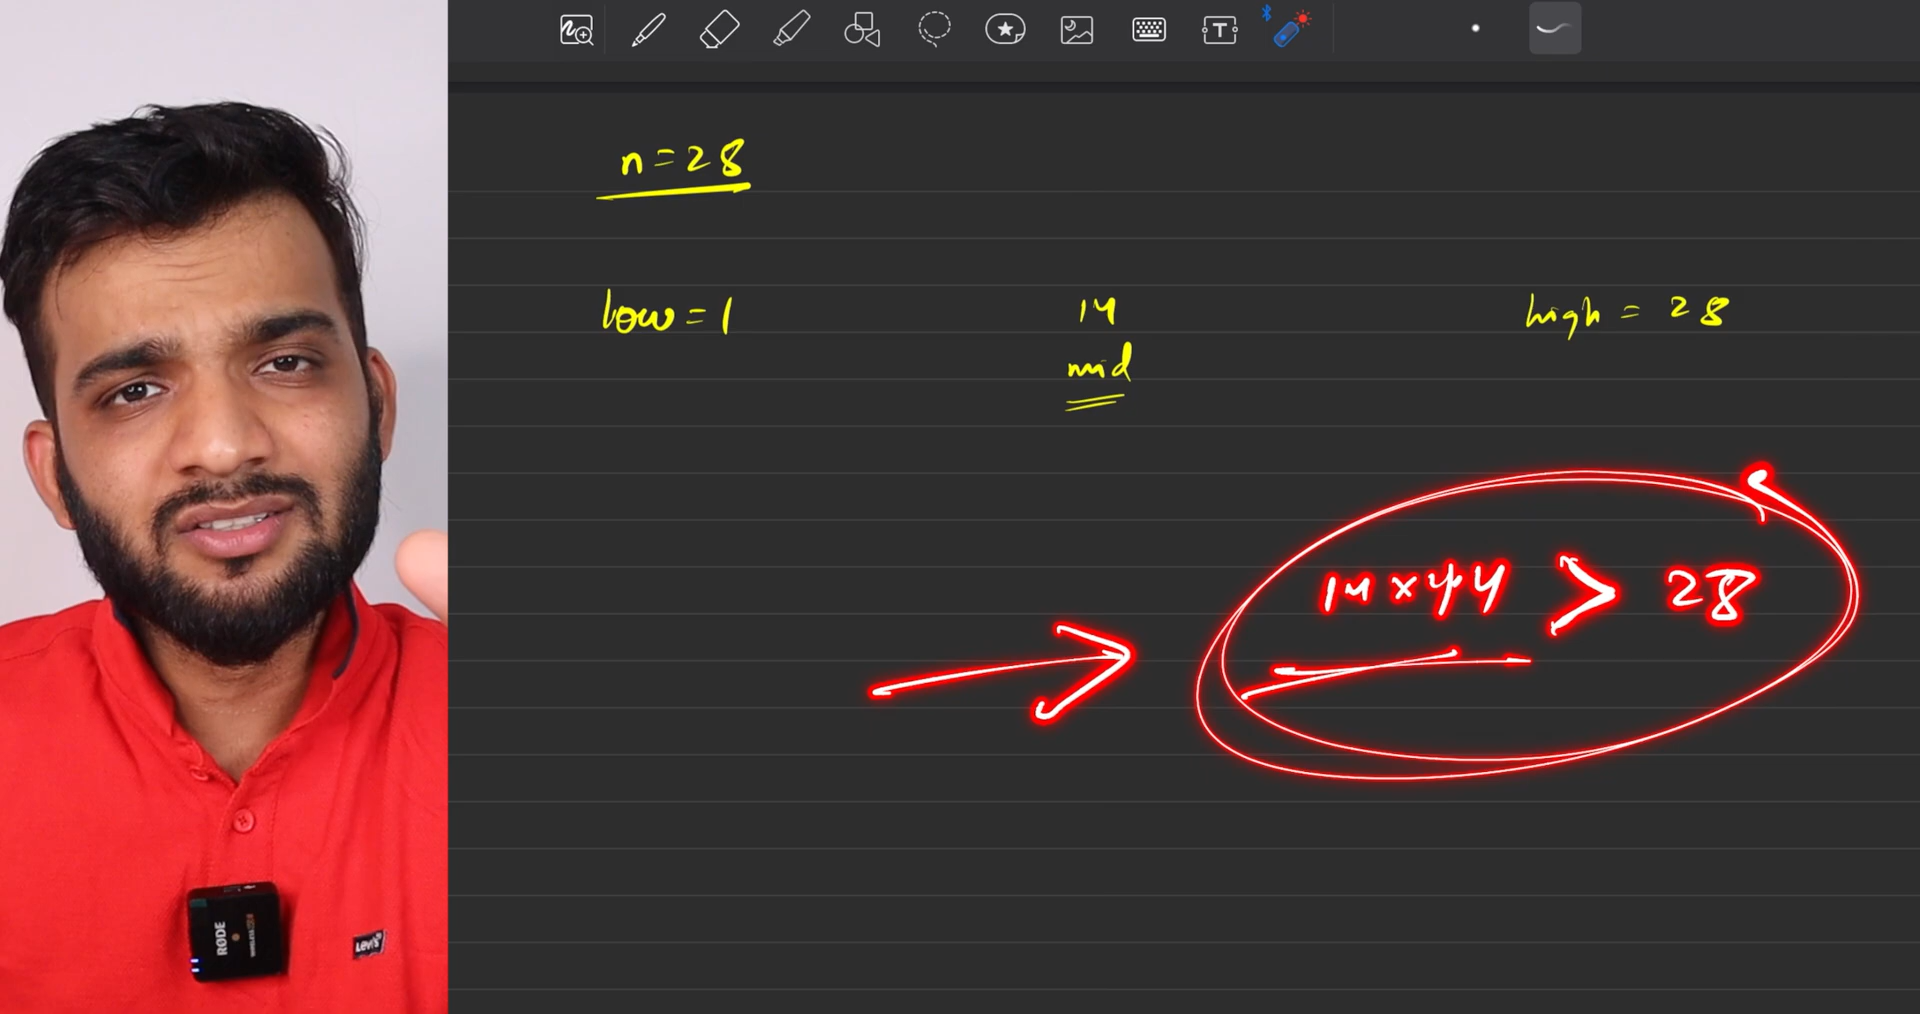 T
n=28
low = 1
14
high = 28
mid
14 x 44 > 28
RØDE
Levi's